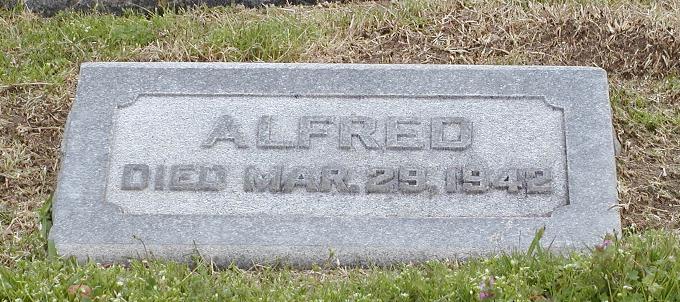 ALFRED
DIED MAR. 29, 1942